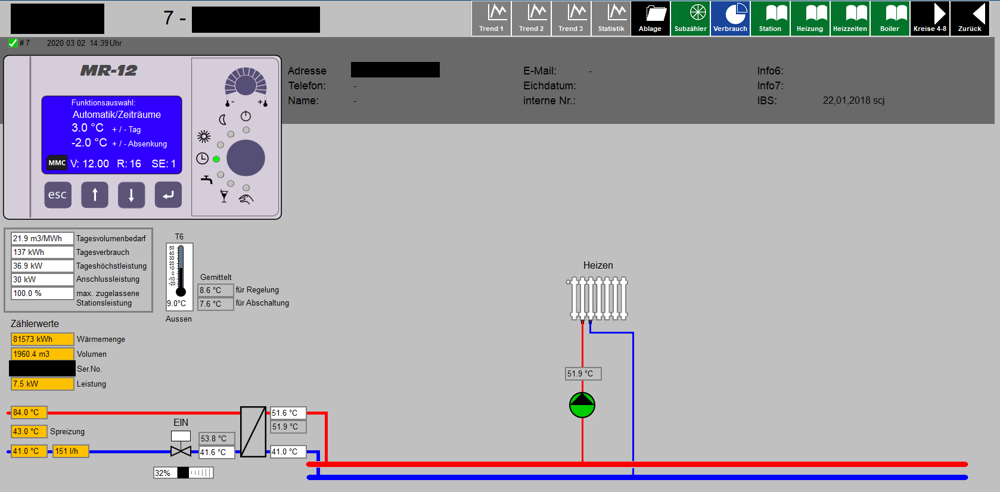 7 -
Trend 1
Trend 2
Trend 3
Statistik
Ablage
Subzähler
Verbrauch
Station
Heizung
Heizzeiten
Boiler
Kreise 4-8
Zurück
# 7 2020 03 02 14:39 Uhr
MR-12
Funktionsauswahl:
Automatik/Zeiträume
3.0 °C + / - Tag
-2.0 °C + / - Absenkung
MMC V: 12.00 R: 16 SE: 1
esc
- +
Adresse
Telefon: -
Name: -
E-Mail: -
Eichdatum:
interne Nr.:
Info6:
Info7:
IBS: 22,01,2018 scj
21.9 m3/MWh Tagesvolumenbedarf
137 kWh Tagesverbrauch
36.9 kW Tageshöchstleistung
30 kW Anschlussleistung
100.0 % max. zugelassene
Stationsleistung
T6
50
40
30
20
10
0
-10
-20
9.0°C
Aussen
Gemittelt
8.6 °C für Regelung
7.6 °C für Abschaltung
Zählerwerte
81573 kWh Wärmemenge
1960.4 m3 Volumen
Ser.No.
7.5 kW Leistung
84.0 °C
43.0 °C Spreizung
41.0 °C 151 l/h
EIN
53.8 °C
41.6 °C
32%
51.6 °C
51.9 °C
41.0 °C
Heizen
51.9 °C